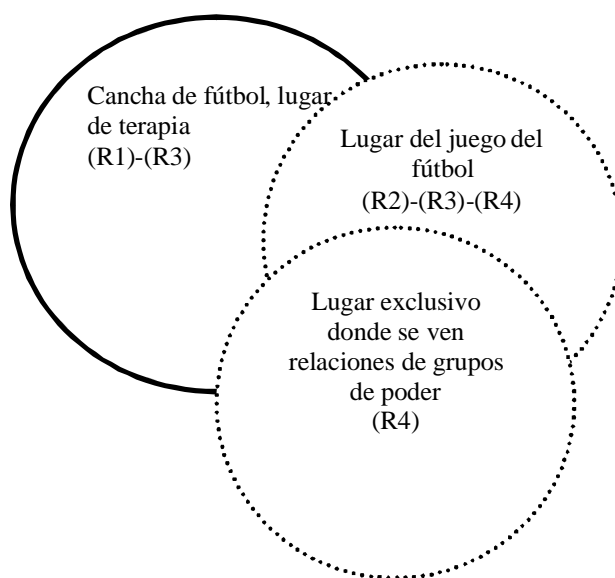 Cancha de fútbol, lugar
de terapia
(R1)-(R3)
Lugar del juego del
fútbol
(R2)-(R3)-(R4)
Lugar exclusivo
donde se ven
relaciones de grupos
de poder
(R4)